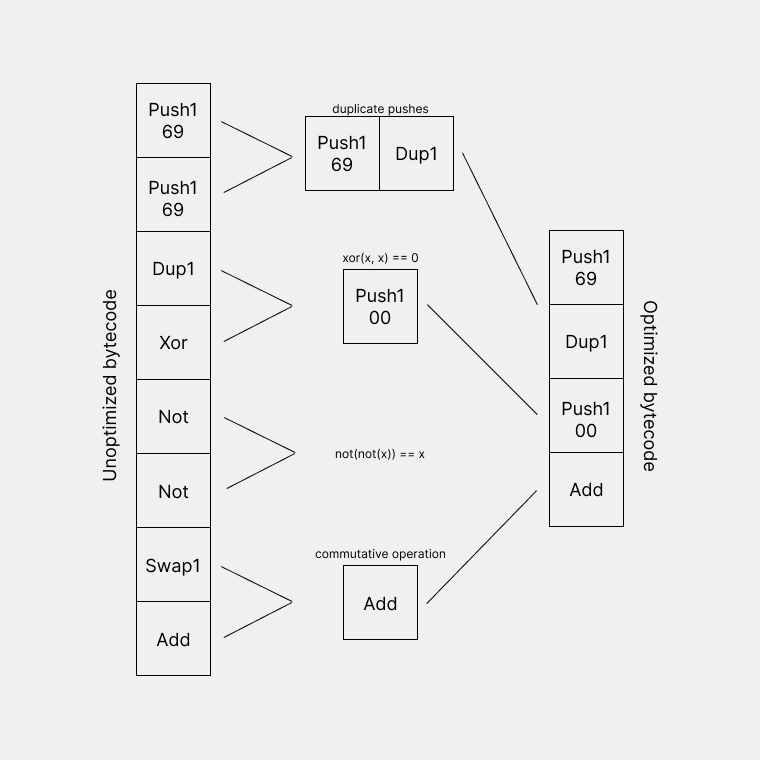 Unoptimized bytecode
Push1
69
Push1
69
Dup1
Xor
Not
Not
Swap1
Add
duplicate pushes
Push1
69
Dup1
xor(x, x) == 0
Push1
00
not(not(x)) == x
commutative operation
Add
Push1
69
Dup1
Push1
00
Add
Optimized bytecode